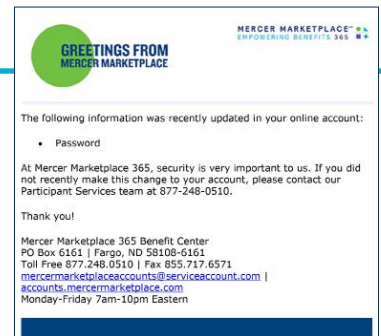 GREETINGS FROM
MERCER MARKETPLACE
MERCER MARKETPLACE™
EMPOWERING BENEFITS 365
The following information was recently updated in your online account:
• Password
At Mercer Marketplace 365, security is very important to us. If you did
not recently make this change to your account, please contact our
Participant Services team at 877-248-0510.
Thank you!
Mercer Marketplace 365 Benefit Center
PO Box 6161 | Fargo, ND 58108-6161
Toll Free 877.248.0510 | Fax 855.717.6571
mercermarketplaceaccounts@serviceaccount.com |
accounts.mercermarketplace.com
Monday-Friday 7am-10pm Eastern